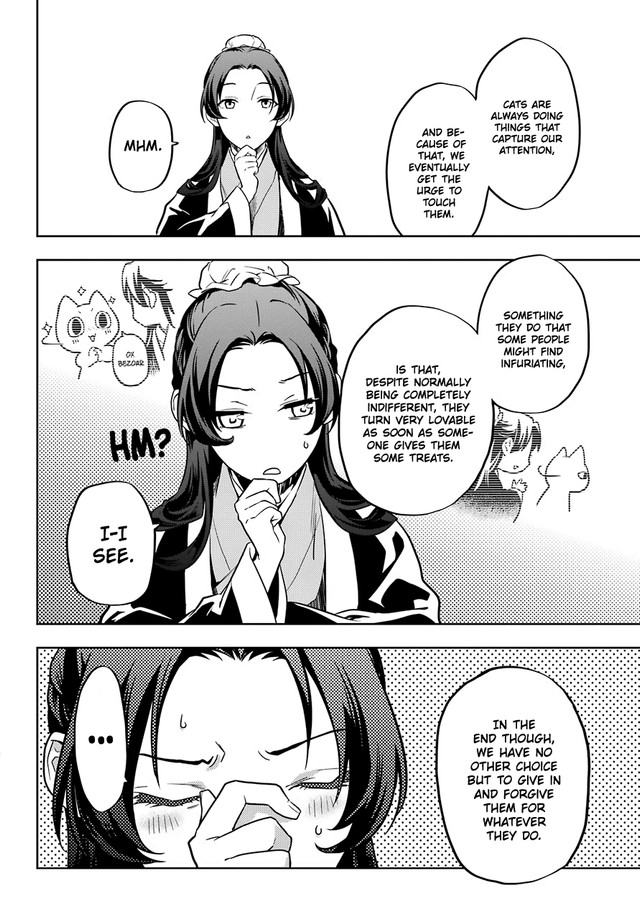 CATS ARE
ALWAYS DOING
THINGS THAT
CAPTURE OUR
ATTENTION,
AND BE-
CAUSE OF
THAT, WE
EVENTUALLY
GET THE
URGE TO
TOUCH
THEM.
MHM.
SOMETHING
THEY DO THAT
SOME PEOPLE
MIGHT FIND
INFURIATING,
IS THAT,
DESPITE NORMALLY
BEING COMPLETELY
INDIFFERENT, THEY
TURN VERY LOVABLE
AS SOON AS SOME-
ONE GIVES THEM
SOME TREATS.
OX
BEZOAR
HM?
I-I
SEE.
IN THE
END THOUGH,
WE HAVE NO
OTHER CHOICE
BUT TO GIVE IN
AND FORGIVE
THEM FOR
WHATEVER
THEY DO.
...